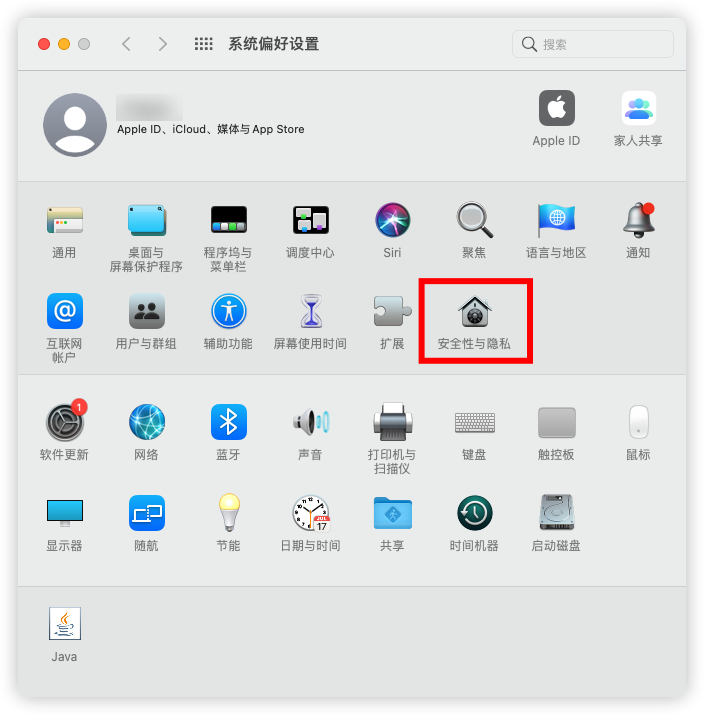 系统偏好设置
搜索
Apple ID、iCloud、媒体与 App Store
Apple ID
家人共享
通用
桌面与
屏幕保护程序
程序坞与
菜单栏
调度中心
Siri
聚焦
语言与地区
通知
互联网
帐户
用户与群组
辅助功能
屏幕使用时间
扩展
安全性与隐私
1
软件更新
网络
蓝牙
声音
打印机与
扫描仪
键盘
触控板
鼠标
显示器
随航
节能
JUL
17
日期与时间
共享
时间机器
启动磁盘
Java